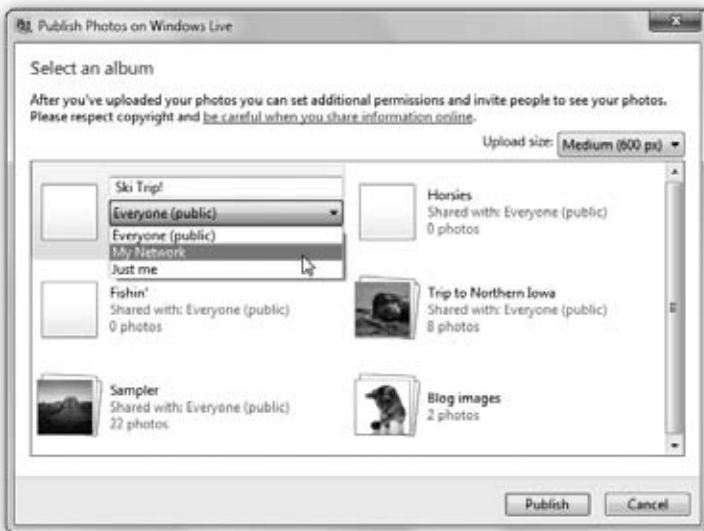 Publish Photos on Windows Live
Select an album
After you've uploaded your photos you can set additional permissions and invite people to see your photos.
Please respect copyright and be careful when you share information online.
Upload size: Medium (600 px)
Ski Trip!
Everyone (public)
Everyone (public)
My Network
Just me
Horsies
Shared with: Everyone (public)
0 photos
Fishin'
Shared with: Everyone (public)
0 photos
Trip to Northern Iowa
Shared with: Everyone (public)
8 photos
Sampler
Shared with: Everyone (public)
22 photos
Blog images
2 photos
Publish
Cancel